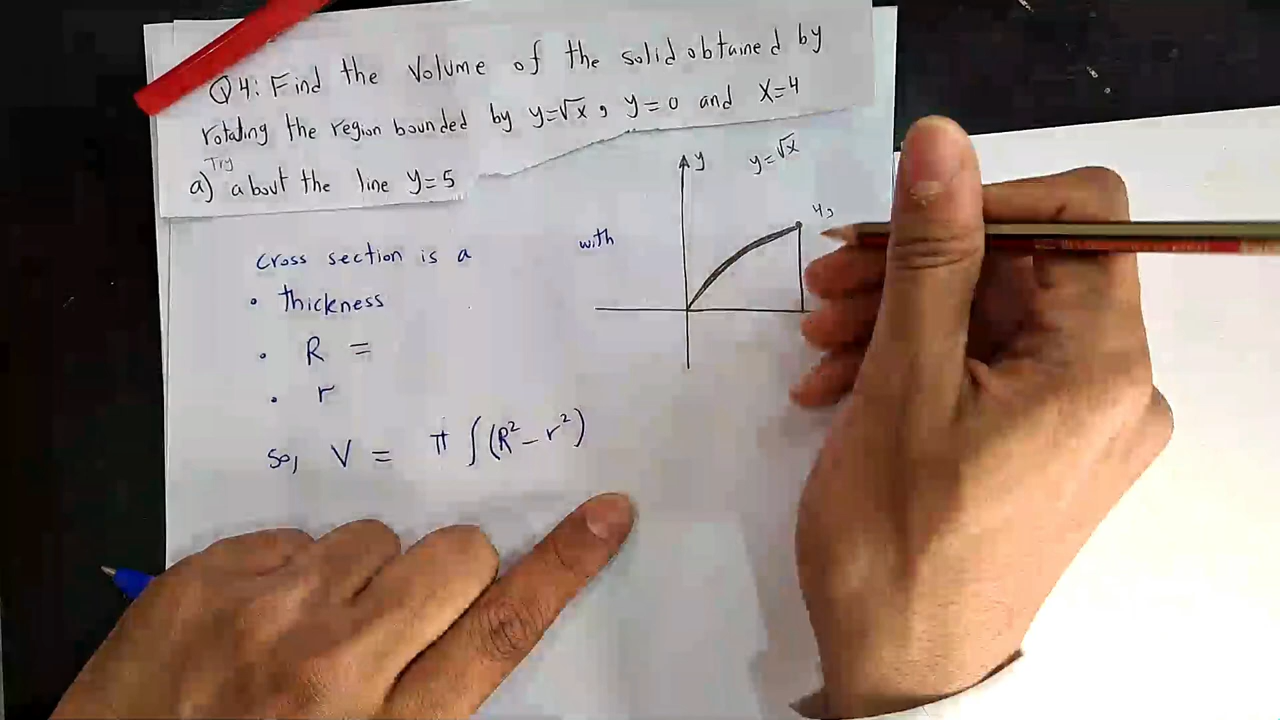 Q4: Find the Volume of the solid obtained by
rotating the region bounded by y=√x, y=0 and X=4
Try
a) about the line y=5
y
y=√x
4,
Cross section is a with
• thickness
• R =
• r
so, V = π ∫(R²-r²)